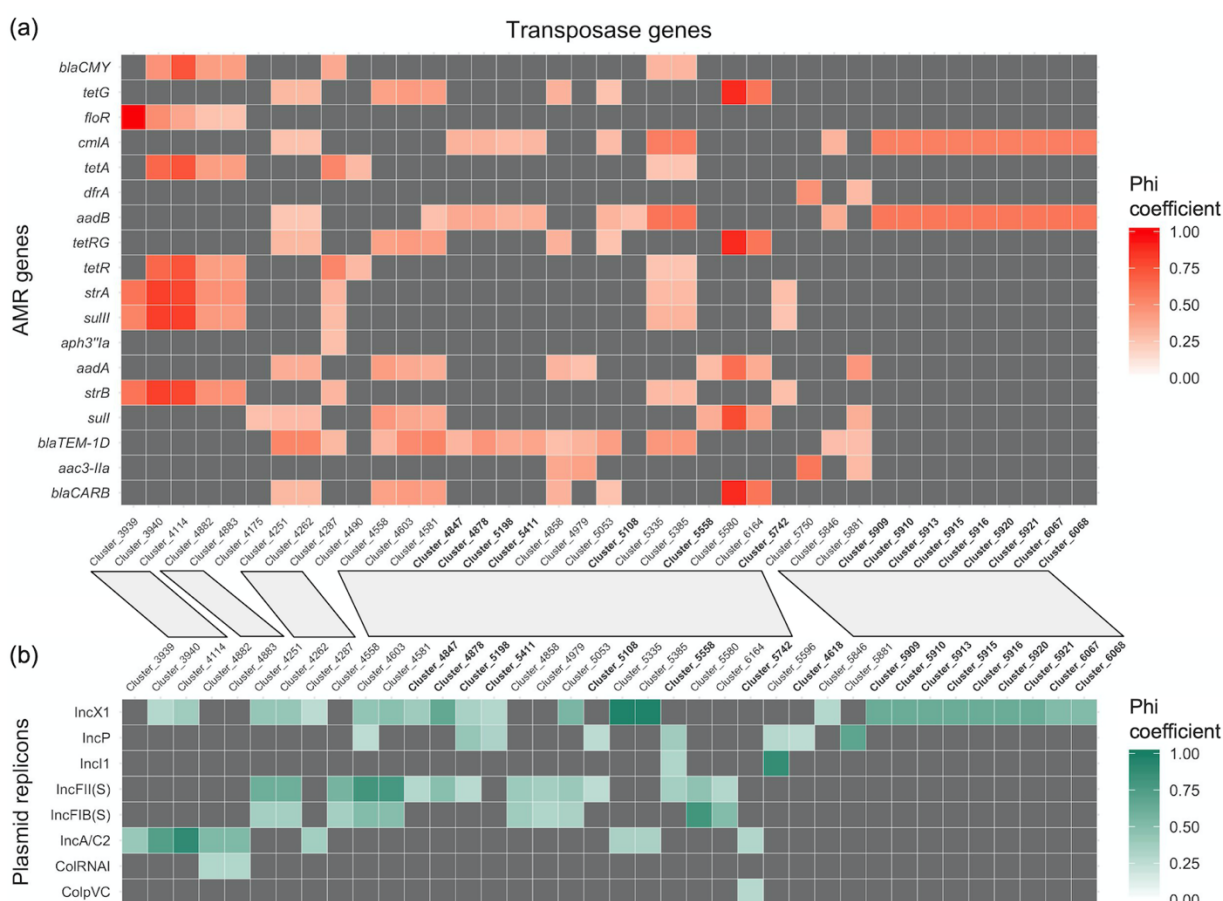 (a)
Transposase genes
AMR genes
blaCMY
tetG
floR
cmlA
tetA
dfrA
aadB
tetRG
tetR
strA
sulII
aph3''Ia
aadA
strB
sulI
blaTEM-1D
aac3-IIa
blaCARB
Phi
coefficient
1.00
0.75
0.50
0.25
0.00
Cluster_3939
Cluster_3940
Cluster_4114
Cluster_4882
Cluster_4883
Cluster_4175
Cluster_4251
Cluster_4262
Cluster_4287
Cluster_4490
Cluster_4558
Cluster_4603
Cluster_4581
Cluster_4847
Cluster_4878
Cluster_5198
Cluster_5411
Cluster_4858
Cluster_4979
Cluster_5053
Cluster_5108
Cluster_5335
Cluster_5385
Cluster_5558
Cluster_5580
Cluster_6164
Cluster_5742
Cluster_5750
Cluster_5846
Cluster_5881
Cluster_5909
Cluster_5910
Cluster_5913
Cluster_5915
Cluster_5916
Cluster_5920
Cluster_5921
Cluster_6067
Cluster_6068
(b)
Cluster_3939
Cluster_3940
Cluster_4114
Cluster_4882
Cluster_4883
Cluster_4251
Cluster_4262
Cluster_4287
Cluster_4558
Cluster_4603
Cluster_4581
Cluster_4847
Cluster_4878
Cluster_5198
Cluster_5411
Cluster_4858
Cluster_4979
Cluster_5053
Cluster_5108
Cluster_5335
Cluster_5385
Cluster_5558
Cluster_5580
Cluster_6164
Cluster_5742
Cluster_5596
Cluster_4618
Cluster_5846
Cluster_5881
Cluster_5909
Cluster_5910
Cluster_5913
Cluster_5915
Cluster_5916
Cluster_5920
Cluster_5921
Cluster_6067
Cluster_6068
Plasmid replicons
IncX1
IncP
IncI1
IncFII(S)
IncFIB(S)
IncA/C2
ColRNAI
ColpVC
Phi
coefficient
1.00
0.75
0.50
0.25
0.00